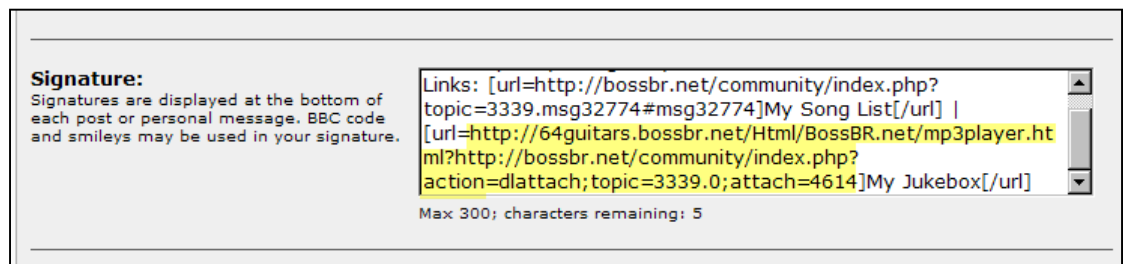 Signature:
Signatures are displayed at the bottom of
each post or personal message. BBC code
and smileys may be used in your signature.
Links: [url=http://bossbr.net/community/index.php?
topic=3339.msg32774#msg32774]My Song List[/url] |
[url=http://64guitars.bossbr.net/Html/BossBR.net/mp3player.ht
ml?http://bossbr.net/community/index.php?
action=dlattach;topic=3339.0;attach=4614]My Jukebox[/url]
Max 300; characters remaining: 5